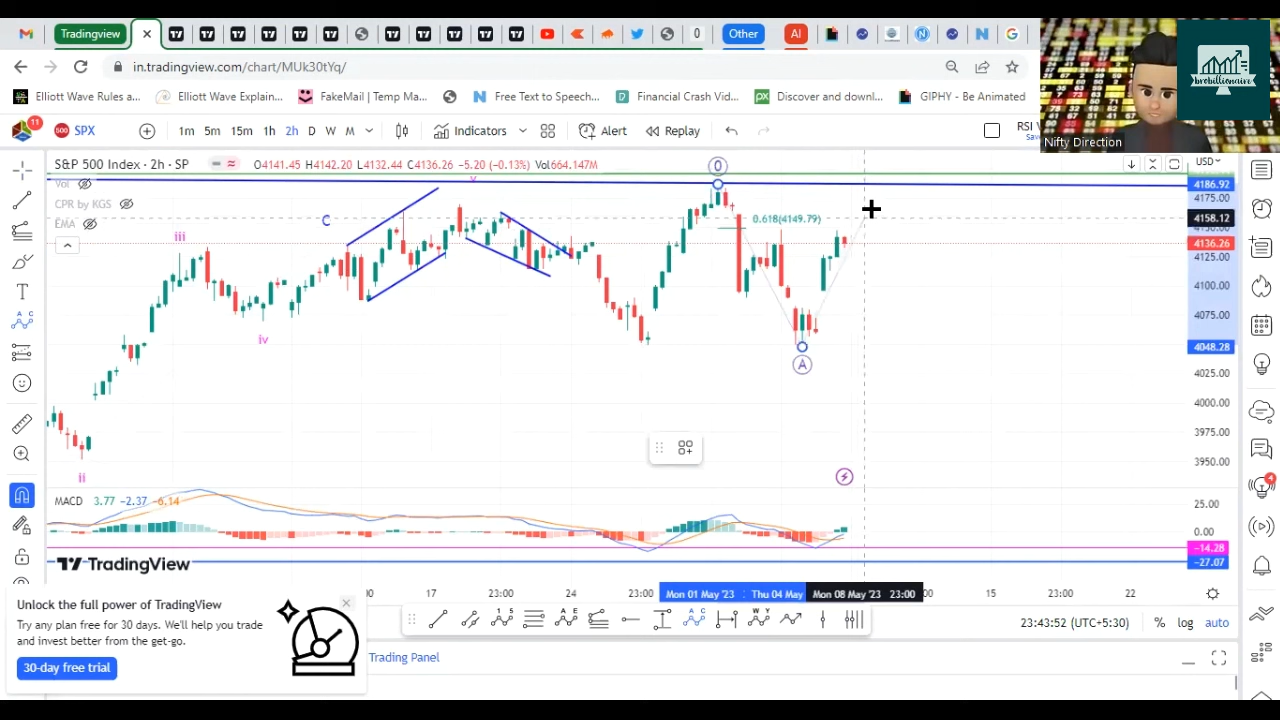 Tradingview
Other
AI
in.tradingview.com/chart/MUk30tYq/
Elliott Wave Rules a...
Elliott Wave Explain...
FakeMa
Ma...
Free Text to Speech...
Financial Crash Vid...
Discover and downl...
GIPHY - Be Animated
brobillionaire
Nifty Direction
11
500
SPX
1m 5m 15m 1h 2h D W M
Indicators
Alert
Replay
RSI
S&P 500 Index · 2h · SP
O4141.45 H4142.20 L4132.44 C4136.26 −5.20 (−0.13%) Vol664.147M
USD
Vol
CPR by KGS
EMA
v
0
C
iii
iv
ii
A
0.618(4149.79)
4186.92
4175.00
4158.12
4136.26
4125.00
4100.00
4075.00
4048.28
4025.00
4000.00
3975.00
3950.00
MACD 3.77 −2.37 −6.14
25.00
0.00
−14.28
−27.07
TradingView
17 23:00 24 23:00 Mon 01 May '23 Thu 04 May Mon 08 May '23 23:00 15 23:00 22
Unlock the full power of TradingView
Try any plan free for 30 days. We'll help you trade
and invest better from the get-go.
30-day free trial
23:43:52 (UTC+5:30)
% log auto
Trading Panel
4